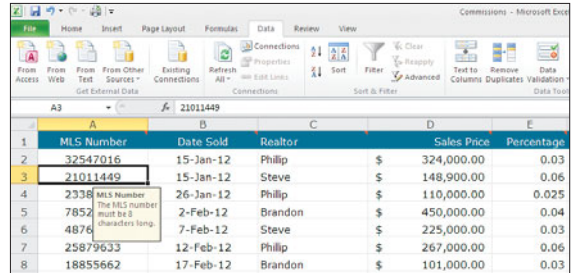 Commissions - Microsoft Exce
File Home Insert Page Layout Formulas Data Review View
From Access
From Web
From Text
From Other Sources
Existing Connections
Refresh All
Connections
Properties
Edit Links
Sort
Filter
Clear
Reapply
Advanced
Text to Columns
Remove Duplicates
Data Validation
Get External Data Connections Sort & Filter Data Tool
A3 fx 21011449
A B C D E
1 MLS Number Date Sold Realtor Sales Price Percentage
2 32547016 15-Jan-12 Philip $ 324,000.00 0.03
3 21011449 15-Jan-12 Steve $ 148,900.00 0.06
4 2338 26-Jan-12 Philip $ 110,000.00 0.025
5 7852 2-Feb-12 Brandon $ 450,000.00 0.04
6 4876 7-Feb-12 Steve $ 225,000.00 0.03
7 25879633 12-Feb-12 Philip $ 267,000.00 0.06
8 18855662 17-Feb-12 Brandon $ 101,000.00 0.03
MLS Number
The MLS number
must be 8
characters long.